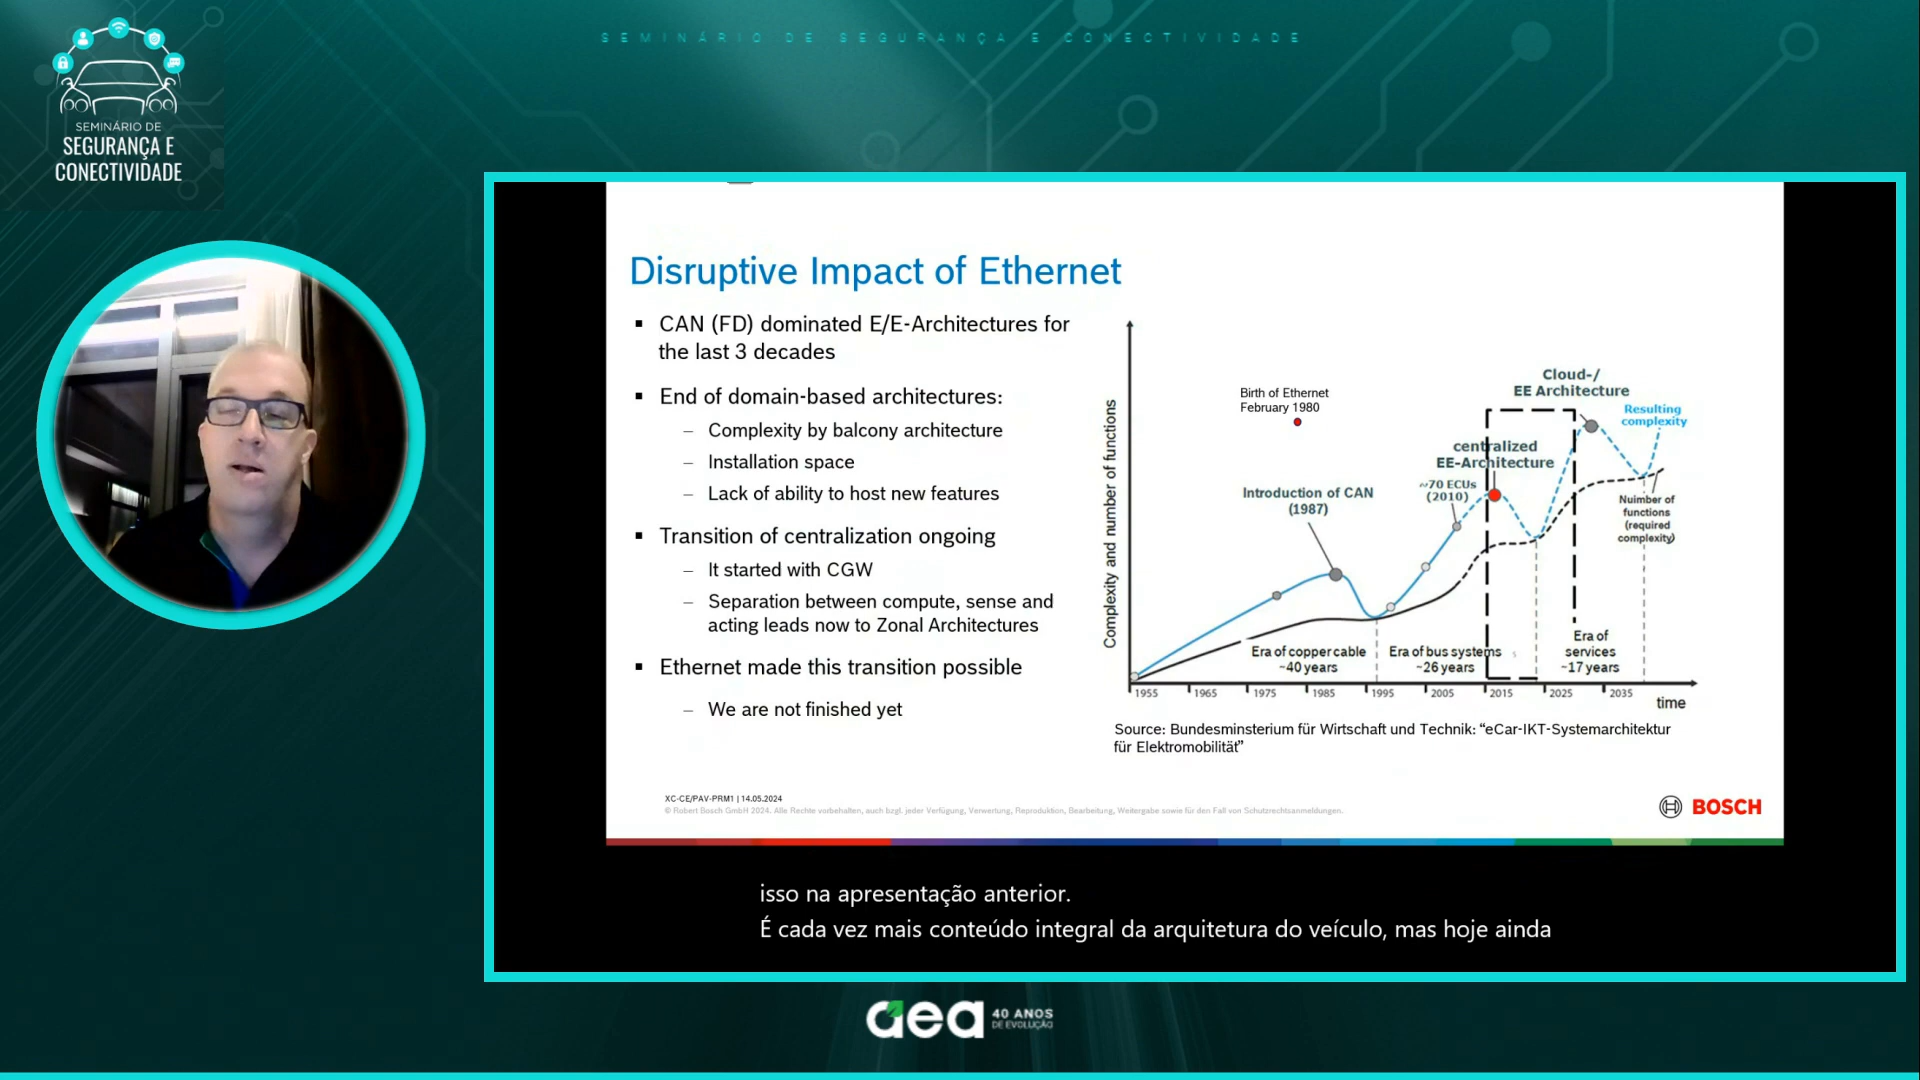 SEMINÁRIO DE SEGURANÇA E CONECTIVIDADE
SEMINÁRIO DE
SEGURANÇA E
CONECTIVIDADE
Disruptive Impact of Ethernet
▪ CAN (FD) dominated E/E-Architectures for
the last 3 decades
▪ End of domain-based architectures:
– Complexity by balcony architecture
– Installation space
– Lack of ability to host new features
▪ Transition of centralization ongoing
– It started with CGW
– Separation between compute, sense and
acting leads now to Zonal Architectures
▪ Ethernet made this transition possible
– We are not finished yet
Complexity and number of functions
Birth of Ethernet
February 1980
Cloud-/
EE Architecture
Resulting
complexity
centralized
EE-Architecture
~70 ECUs
(2010)
Introduction of CAN
(1987)
Nuimber of
functions
(required
complexity)
Era of copper cable
~40 years
Era of bus systems
~26 years
Era of
services
~17 years
1955 1965 1975 1985 1995 2005 2015 2025 2035
time
Source: Bundesminsterium für Wirtschaft und Technik: “eCar-IKT-Systemarchitektur
für Elektromobilität”
XC-CE/PAV-PRM1 | 14.05.2024
© Robert Bosch GmbH 2024. Alle Rechte vorbehalten, auch bzgl. jeder Verfügung, Verwertung, Reproduktion, Bearbeitung, Weitergabe sowie für den Fall von Schutzrechtsanmeldungen.
BOSCH
isso na apresentação anterior.
É cada vez mais conteúdo integral da arquitetura do veículo, mas hoje ainda
aea
40 ANOS
DE EVOLUÇÃO